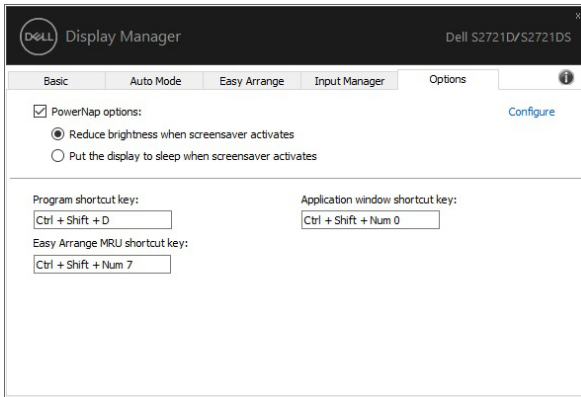 DELL Display Manager
Dell S2721D/S2721DS
Basic Auto Mode Easy Arrange Input Manager Options
PowerNap options:
Configure
Reduce brightness when screensaver activates
Put the display to sleep when screensaver activates
Program shortcut key:
Application window shortcut key:
Ctrl + Shift + D
Ctrl + Shift + Num 0
Easy Arrange MRU shortcut key:
Ctrl + Shift + Num 7